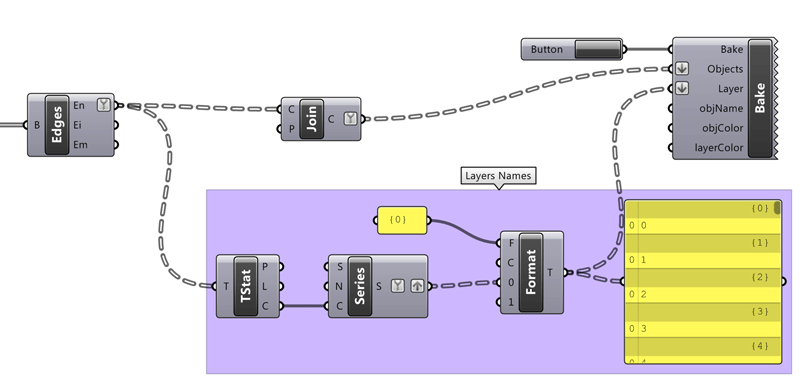 Button
Bake
Objects
Layer
objName
objColor
layerColor
Bake
B
Edges
En
Ei
Em
C
P
Join
C
Layers Names
{0}
T
TStat
P
L
C
S
N
C
Series
S
F
C
0
1
Format
T
{0}
0 0
{1}
0 1
{2}
0 2
{3}
0 3
{4}